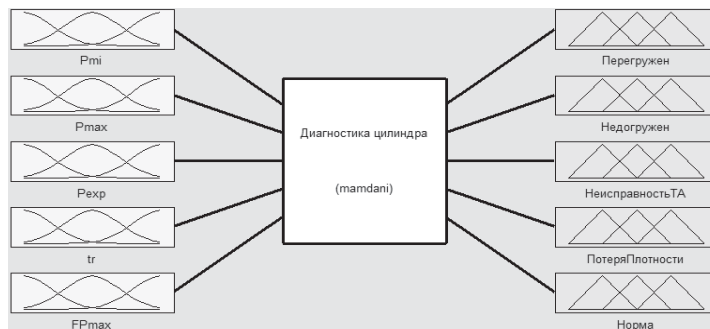 Pmi
Pmax
Pexp
tr
FPmax
Диагностика цилиндра
(mamdani)
Перегружен
Недогружен
НеисправностьТА
ПотеряПлотности
Норма